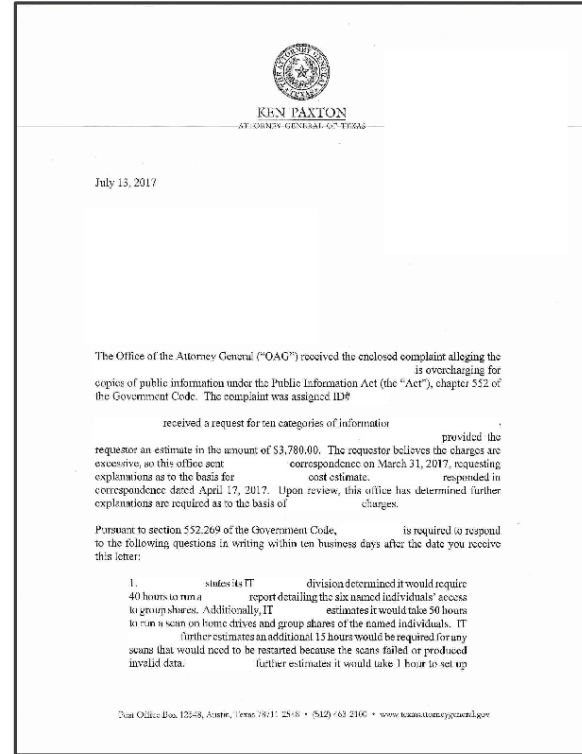 THE ATTORNEY GENERAL
TEXAS
KEN PAXTON
ATTORNEY GENERAL OF TEXAS
July 13, 2017
The Office of the Attorney General (“OAG”) received the enclosed complaint alleging the
is overcharging for
copies of public information under the Public Information Act (the “Act”), chapter 552 of
the Government Code. The complaint was assigned ID#
received a request for ten categories of information .
provided the
requestor an estimate in the amount of $3,780.00. The requestor believes the charges are
excessive, so this office sent correspondence on March 31, 2017, requesting
explanations as to the basis for cost estimate. responded in
correspondence dated April 17, 2017. Upon review, this office has determined further
explanations are required as to the basis of charges.
Pursuant to section 552.269 of the Government Code, is required to respond
to the following questions in writing within ten business days after the date you receive
this letter:
1. states its IT division determined it would require
40 hours to run a report detailing the six named individuals’ access
to group shares. Additionally, IT estimates it would take 50 hours
to run a scan on home drives and group shares of the named individuals. IT
further estimates an additional 15 hours would be required for any
scans that would need to be restarted because the scans failed or produced
invalid data. further estimates it would take 1 hour to set up
Post Office Box 12548, Austin, Texas 78711-2548 • (512) 463-2100 • www.texasattorneygeneral.gov